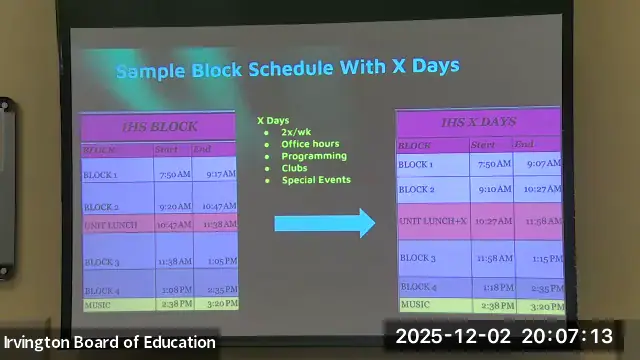 Sample Block Schedule With X Days
IHS BLOCK
BLOCK Start End
BLOCK 1 7:50 AM 9:17 AM
BLOCK 2 9:20 AM 10:47 AM
UNIT LUNCH 10:47 AM 11:38 AM
BLOCK 3 11:38 AM 1:05 PM
BLOCK 4 1:08 PM 2:35 PM
MUSIC 2:38 PM 3:20 PM
X Days
2x/wk
Office hours
Programming
Clubs
Special Events
IHS X DAYS
BLOCK Start End
BLOCK 1 7:50 AM 9:07 AM
BLOCK 2 9:10 AM 10:27 AM
UNIT LUNCH+X 10:27 AM 11:58 AM
BLOCK 3 11:58 AM 1:15 PM
BLOCK 4 1:18 PM 2:35 PM
MUSIC 2:38 PM 3:20 PM
Irvington Board of Education
2025-12-02 20:07:13